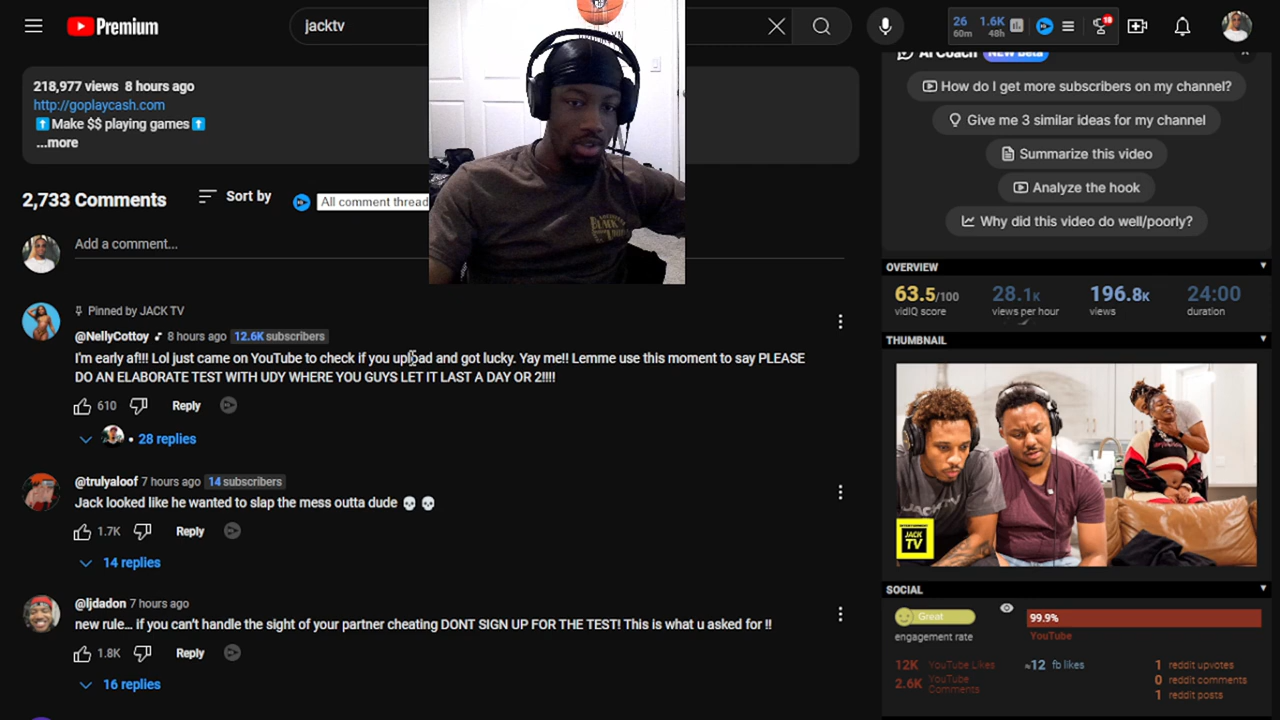 Premium
jacktv
26 1.6K
60m 48h
AI Coach New Beta
218,977 views 8 hours ago
http://goplaycash.com
Make $$ playing games
...more
2,733 Comments
Sort by
All comment thread
Add a comment...
Pinned by JACK TV
@NellyCottoy 8 hours ago 12.6K subscribers
I'm early af!!! Lol just came on YouTube to check if you upload and got lucky. Yay me!! Lemme use this moment to say PLEASE
DO AN ELABORATE TEST WITH UDY WHERE YOU GUYS LET IT LAST A DAY OR 2!!!!
610 Reply
• 28 replies
@trulyaloof 7 hours ago 14 subscribers
Jack looked like he wanted to slap the mess outta dude 💀 💀
1.7K Reply
14 replies
@ljdadon 7 hours ago
new rule... if you can't handle the sight of your partner cheating DONT SIGN UP FOR THE TEST! This is what u asked for !!
1.8K Reply
16 replies
How do I get more subscribers on my channel?
Give me 3 similar ideas for my channel
Summarize this video
Analyze the hook
Why did this video do well/poorly?
OVERVIEW
63.5/100 28.1K 196.8K 24:00
vidIQ score views per hour views duration
THUMBNAIL
JACK
TV
SOCIAL
Great
engagement rate
99.9%
YouTube
12K YouTube Likes
2.6K YouTube Comments
≈12 fb likes
1 reddit upvotes
0 reddit comments
1 reddit posts